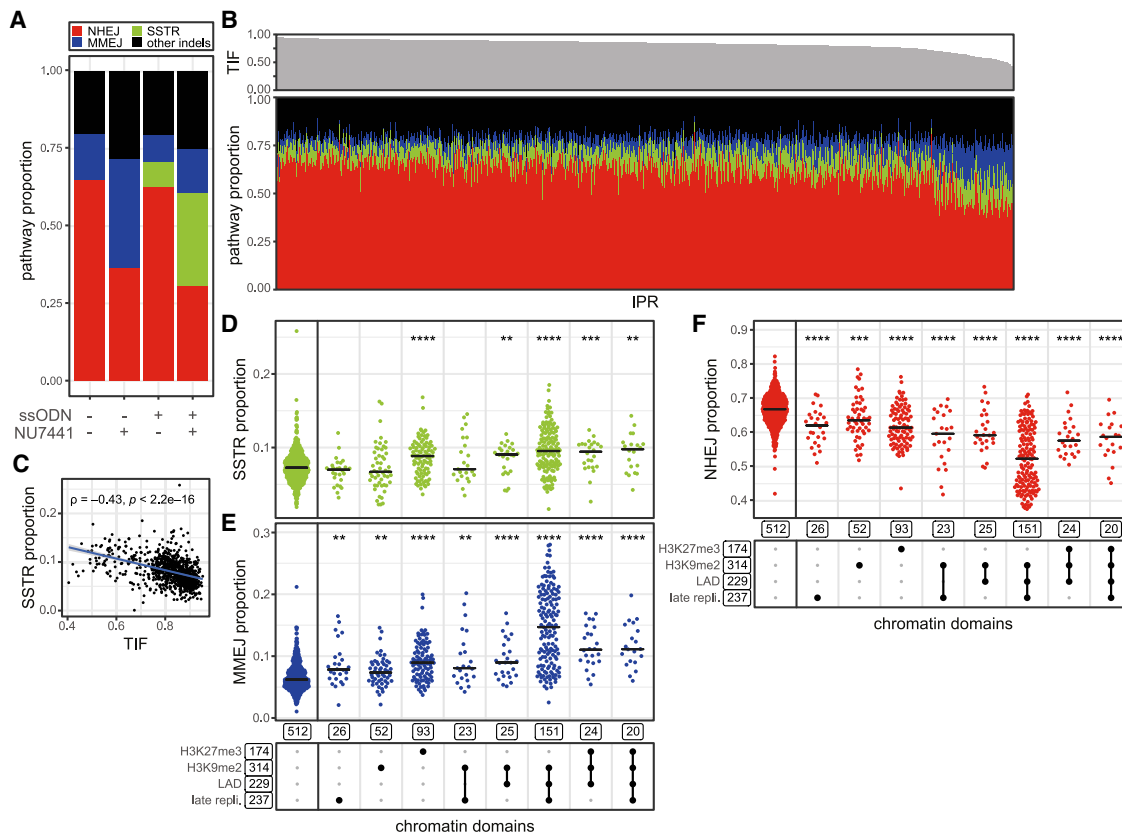 A
NHEJ SSTR
MMEJ other indels
pathway proportion
1.00
0.75
0.50
0.25
0.00
ssODN - - + +
NU7441 - + - +
B
TIF
1.00
0.50
0.00
pathway proportion
1.00
0.75
0.50
0.25
0.00
IPR
C
ρ = −0.43, p < 2.2e−16
SSTR proportion
0.2
0.1
0.0
0.4 0.6 0.8
TIF
D
SSTR proportion
0.2
0.1
0.0
**** ** **** *** **
E
MMEJ proportion
0.3
0.2
0.1
0.0
** ** **** ** **** **** **** ****
512 26 52 93 23 25 151 24 20
H3K27me3 174
H3K9me2 314
LAD 229
late repli. 237
chromatin domains
F
NHEJ proportion
0.9
0.8
0.7
0.6
0.5
0.4
**** *** **** **** **** **** **** ****
512 26 52 93 23 25 151 24 20
H3K27me3 174
H3K9me2 314
LAD 229
late repli. 237
chromatin domains